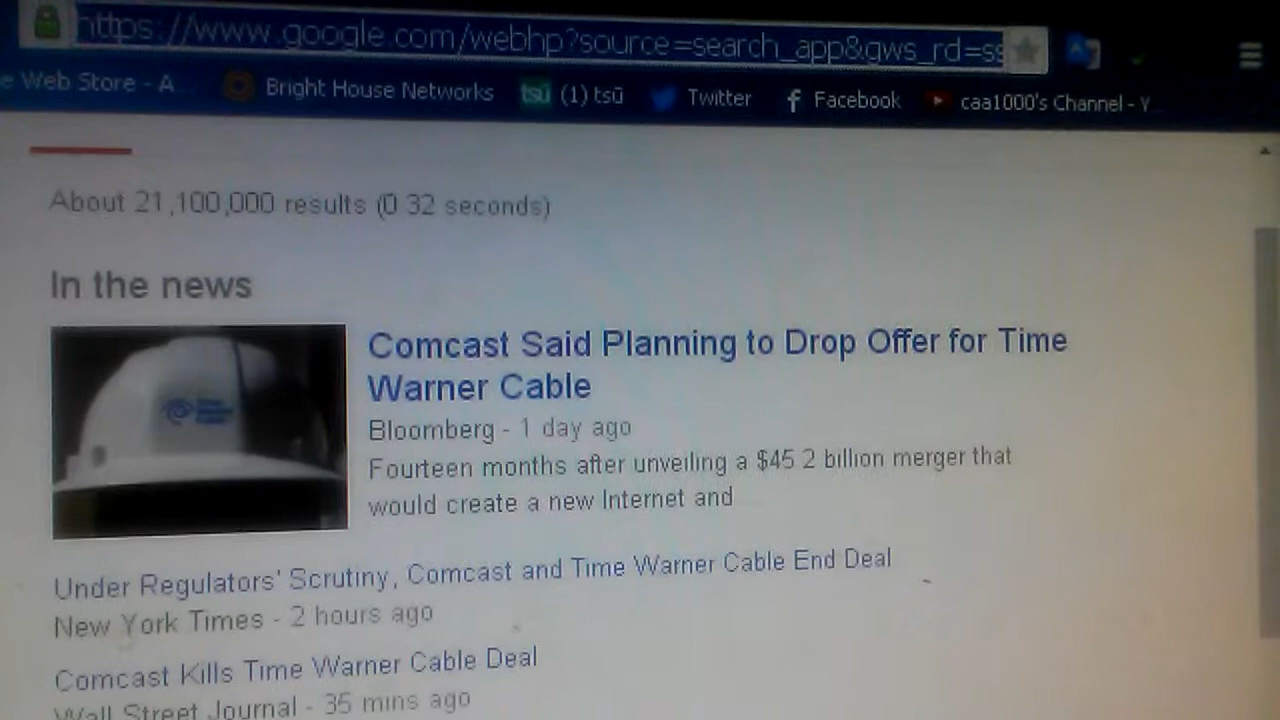 https://www.google.com/webhp?source=search_app&gws_rd=ss
e Web Store - A
Bright House Networks
tsū (1) tsū
Twitter
f Facebook
caa1000's Channel - Y
About 21,100,000 results (0 32 seconds)
In the news
Comcast Said Planning to Drop Offer for Time
Warner Cable
Bloomberg - 1 day ago
Fourteen months after unveiling a $45 2 billion merger that
would create a new Internet and
Under Regulators' Scrutiny, Comcast and Time Warner Cable End Deal
New York Times - 2 hours ago
Comcast Kills Time Warner Cable Deal
Wall Street Journal - 35 mins ago